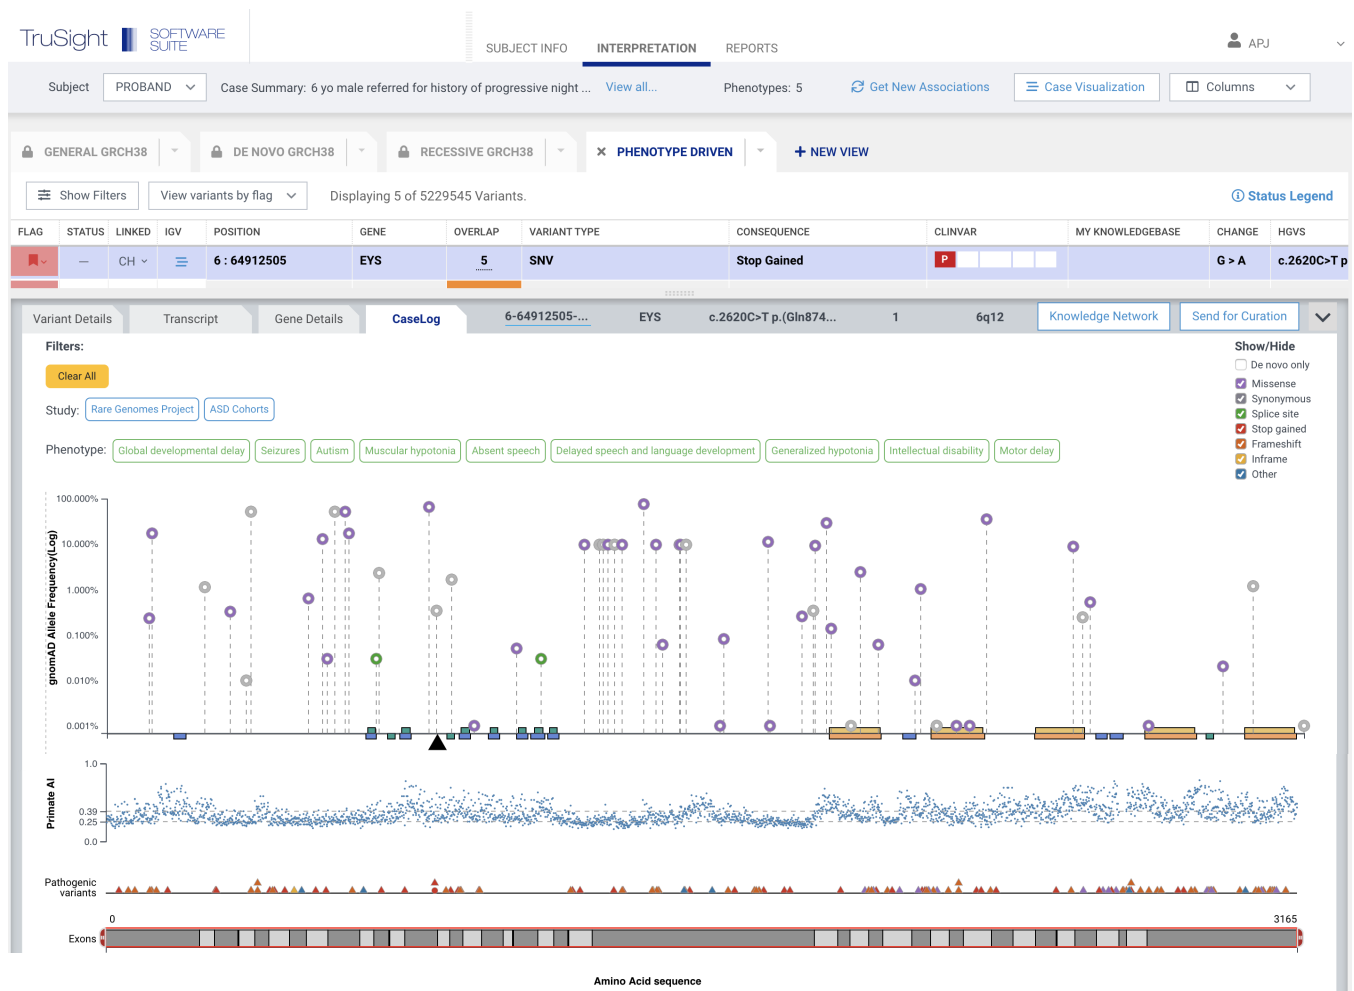 TruSight SOFTWARE SUITE
SUBJECT INFO INTERPRETATION REPORTS
APJ
Subject PROBAND Case Summary: 6 yo male referred for history of progressive night ... View all... Phenotypes: 5 Get New Associations Case Visualization Columns
GENERAL GRCH38 DE NOVO GRCH38 RECESSIVE GRCH38 × PHENOTYPE DRIVEN + NEW VIEW
Show Filters View variants by flag Displaying 5 of 5229545 Variants. Status Legend
FLAG STATUS LINKED IGV POSITION GENE OVERLAP VARIANT TYPE CONSEQUENCE CLINVAR MY KNOWLEDGEBASE CHANGE HGVS
— CH 6 : 64912505 EYS 5 SNV Stop Gained P G > A c.2620C>T p
Variant Details Transcript Gene Details CaseLog 6-64912505-... EYS c.2620C>T p.(Gln874... 1 6q12 Knowledge Network Send for Curation
Filters:
Clear All
Study: Rare Genomes Project ASD Cohorts
Phenotype: Global developmental delay Seizures Autism Muscular hypotonia Absent speech Delayed speech and language development Generalized hypotonia Intellectual disability Motor delay
Show/Hide
De novo only
Missense
Synonymous
Splice site
Stop gained
Frameshift
Inframe
Other
gnomAD Allele Frequency(Log)
100.000%
10.000%
1.000%
0.100%
0.010%
0.001%
Primate AI
1.0
0.39
0.25
0.0
Pathogenic
variants
0 3165
Exons
Amino Acid sequence